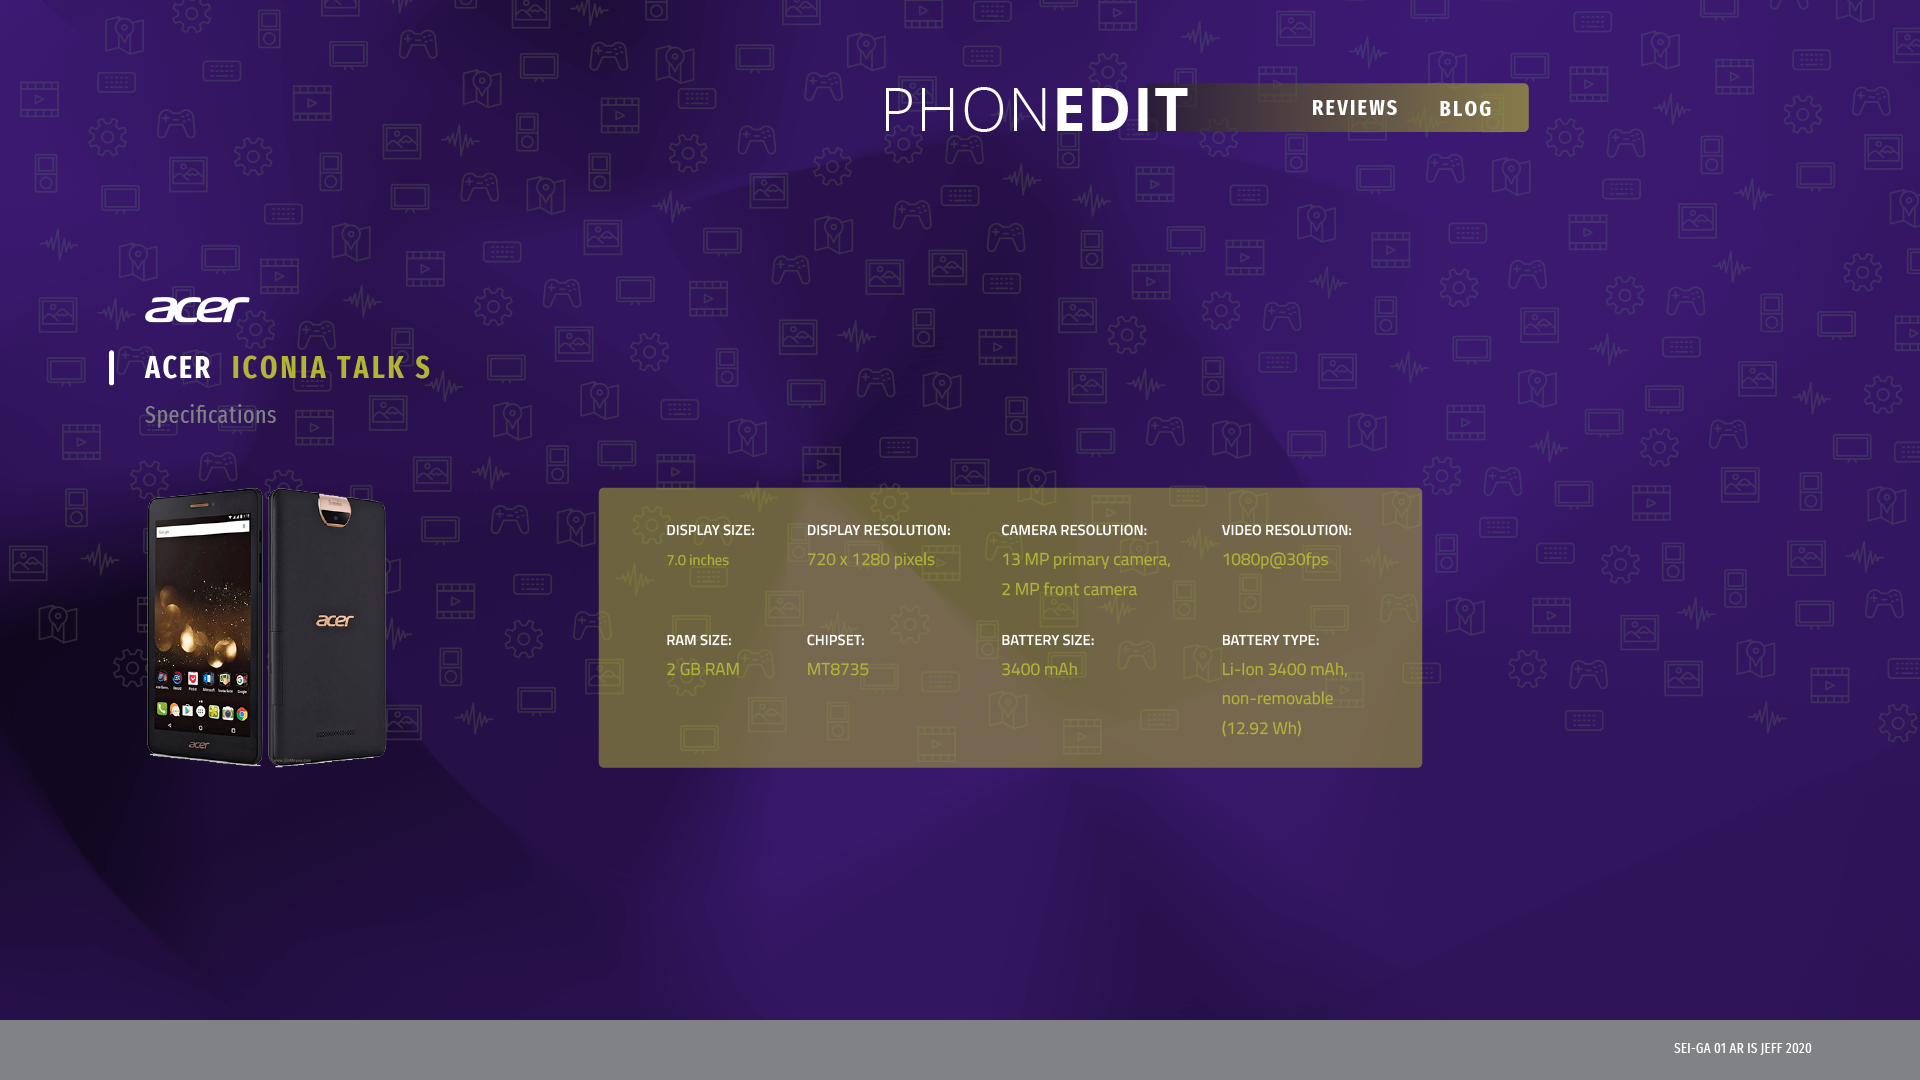 PHONEDIT
REVIEWS
BLOG
acer
ACER ICONIA TALK S
Specifications
DISPLAY SIZE:
7.0 inches
DISPLAY RESOLUTION:
720 x 1280 pixels
CAMERA RESOLUTION:
13 MP primary camera,
2 MP front camera
VIDEO RESOLUTION:
1080p@30fps
RAM SIZE:
2 GB RAM
CHIPSET:
MT8735
BATTERY SIZE:
3400 mAh
BATTERY TYPE:
Li-Ion 3400 mAh,
non-removable
(12.92 Wh)
acer
acer
SEI-GA 01 AR IS JEFF 2020